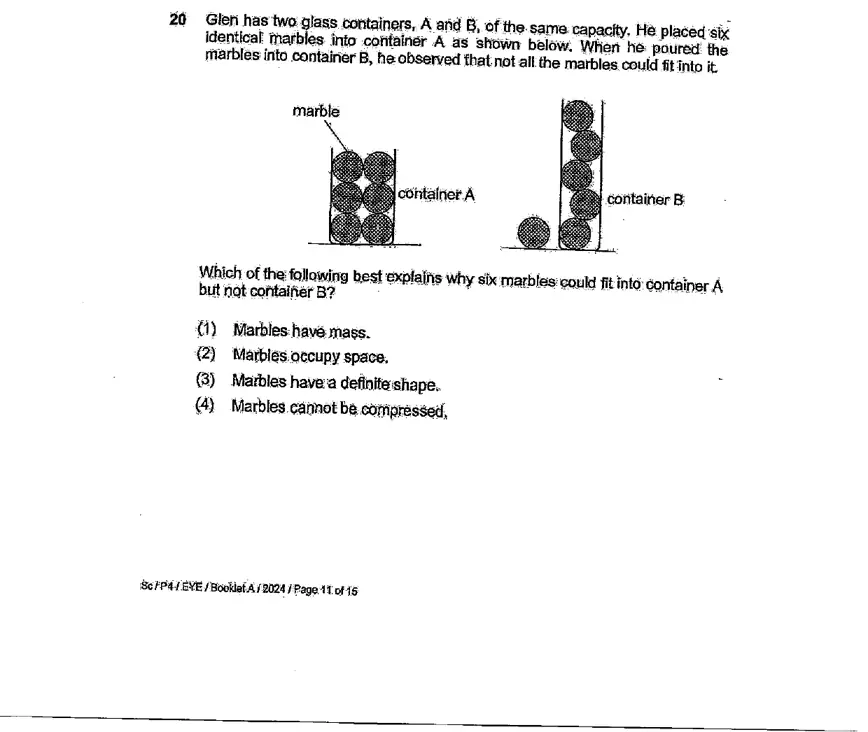 20 Glen has two glass containers, A and B, of the same capacity. He placed six
identical marbles into container A as shown below. When he poured the
marbles into container B, he observed that not all the marbles could fit into it.
marble
container A
container B
Which of the following best explains why six marbles could fit into container A
but not container B?
(1) Marbles have mass.
(2) Marbles occupy space.
(3) Marbles have a definite shape.
(4) Marbles cannot be compressed.
Sc / P4 / EYE / Booklet A / 2024 / Page 11 of 15